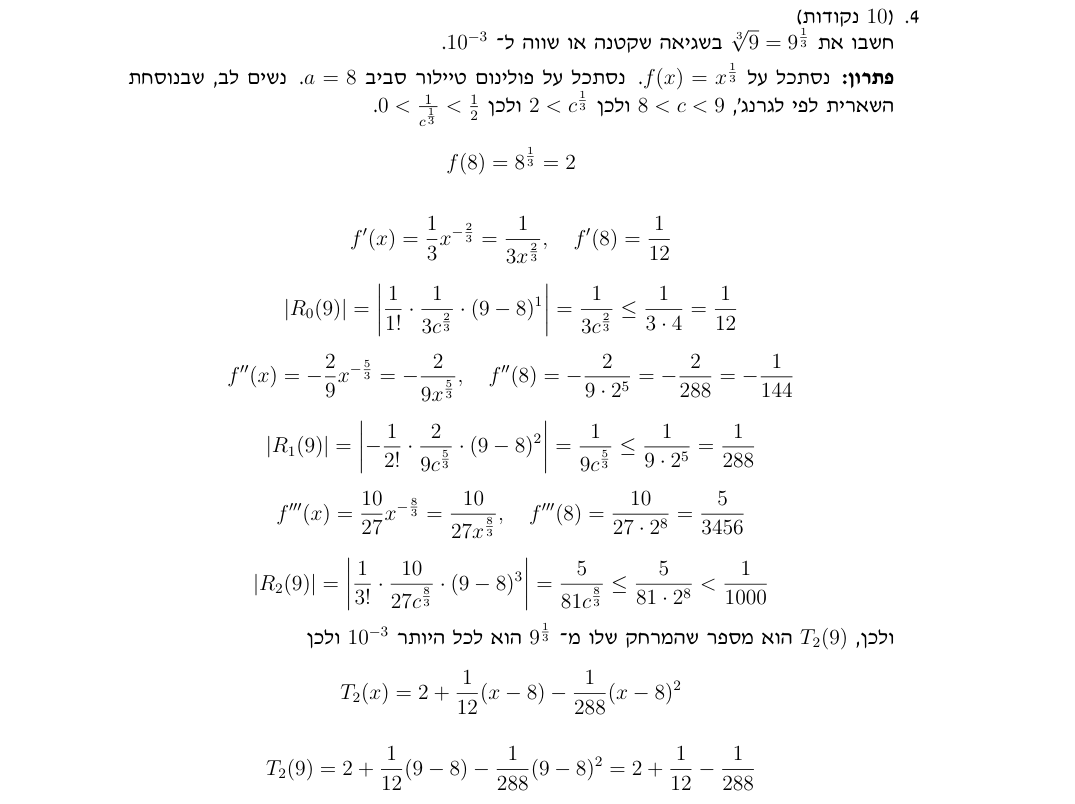 4. (10 נקודות)
חשבו את $\sqrt[3]{9} = 9^{\frac{1}{3}}$ בשגיאה שקטנה או שווה ל־ $10^{-3}$.
פתרון: נסתכל על $f(x) = x^{\frac{1}{3}}$. נסתכל על פולינום טיילור סביב $a = 8$. נשים לב, שבנוסחת
השארית לפי לגרנג', $8 < c < 9$ ולכן $2 < c^{\frac{1}{3}}$ ולכן $0 < \frac{1}{c^{\frac{1}{3}}} < \frac{1}{2}$.
$f(8) = 8^{\frac{1}{3}} = 2$
$f'(x) = \frac{1}{3}x^{-\frac{2}{3}} = \frac{1}{3x^{\frac{2}{3}}}, \quad f'(8) = \frac{1}{12}$
$|R_0(9)| = \left|\frac{1}{1!} \cdot \frac{1}{3c^{\frac{2}{3}}} \cdot (9-8)^1\right| = \frac{1}{3c^{\frac{2}{3}}} \leq \frac{1}{3 \cdot 4} = \frac{1}{12}$
$f''(x) = -\frac{2}{9}x^{-\frac{5}{3}} = -\frac{2}{9x^{\frac{5}{3}}}, \quad f''(8) = -\frac{2}{9 \cdot 2^5} = -\frac{2}{288} = -\frac{1}{144}$
$|R_1(9)| = \left|-\frac{1}{2!} \cdot \frac{2}{9c^{\frac{5}{3}}} \cdot (9-8)^2\right| = \frac{1}{9c^{\frac{5}{3}}} \leq \frac{1}{9 \cdot 2^5} = \frac{1}{288}$
$f'''(x) = \frac{10}{27}x^{-\frac{8}{3}} = \frac{10}{27x^{\frac{8}{3}}}, \quad f'''(8) = \frac{10}{27 \cdot 2^8} = \frac{5}{3456}$
$|R_2(9)| = \left|\frac{1}{3!} \cdot \frac{10}{27c^{\frac{8}{3}}} \cdot (9-8)^3\right| = \frac{5}{81c^{\frac{8}{3}}} \leq \frac{5}{81 \cdot 2^8} < \frac{1}{1000}$
ולכן, $T_2(9)$ הוא מספר שהמרחק שלו מ־ $9^{\frac{1}{3}}$ הוא לכל היותר $10^{-3}$ ולכן
$T_2(x) = 2 + \frac{1}{12}(x-8) - \frac{1}{288}(x-8)^2$
$T_2(9) = 2 + \frac{1}{12}(9-8) - \frac{1}{288}(9-8)^2 = 2 + \frac{1}{12} - \frac{1}{288}$